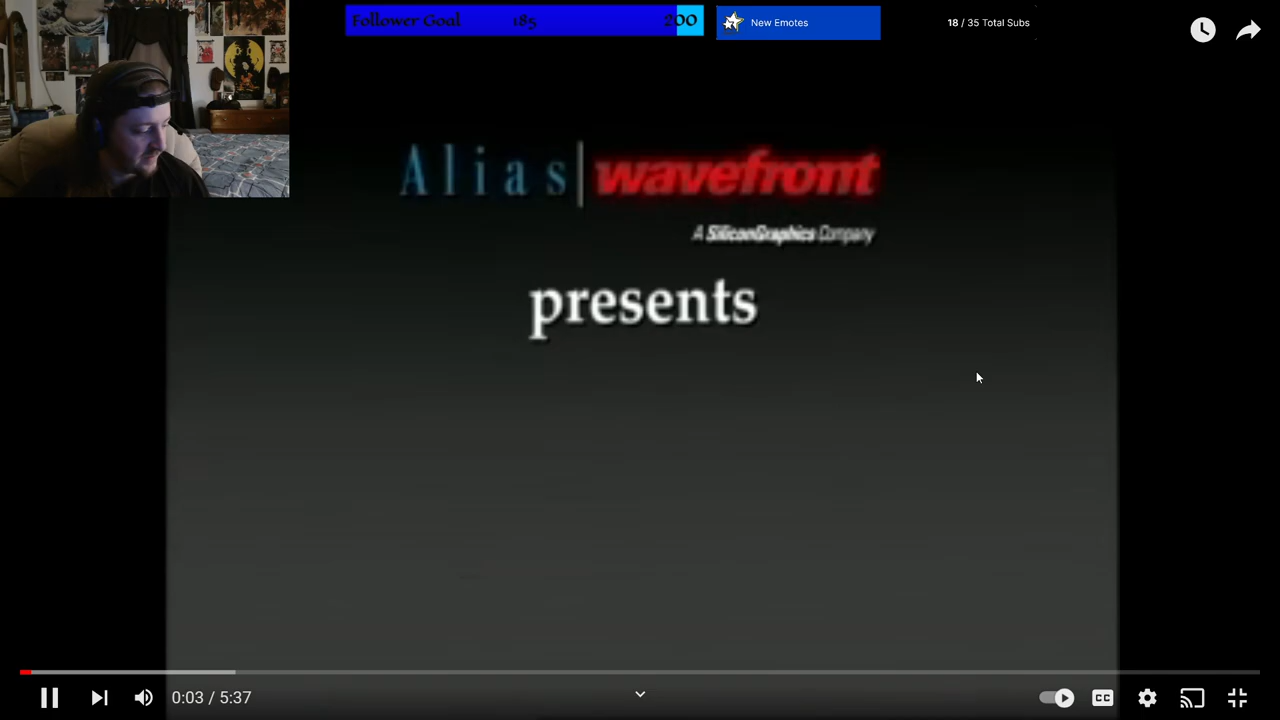 Follower Goal 185 200
New Emotes
18 / 35 Total Subs
Alias wavefront
A SiliconGraphics Company
presents
0:03 / 5:37
CC